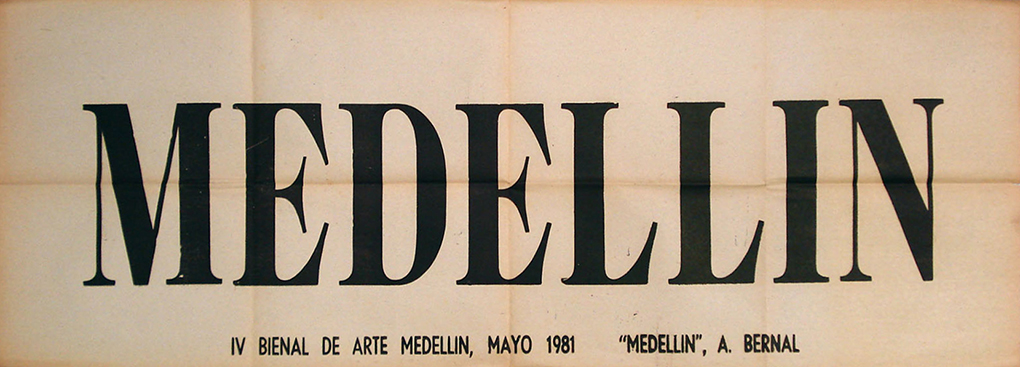 MEDELLIN
IV BIENAL DE ARTE MEDELLIN, MAYO 1981 "MEDELLIN", A. BERNAL